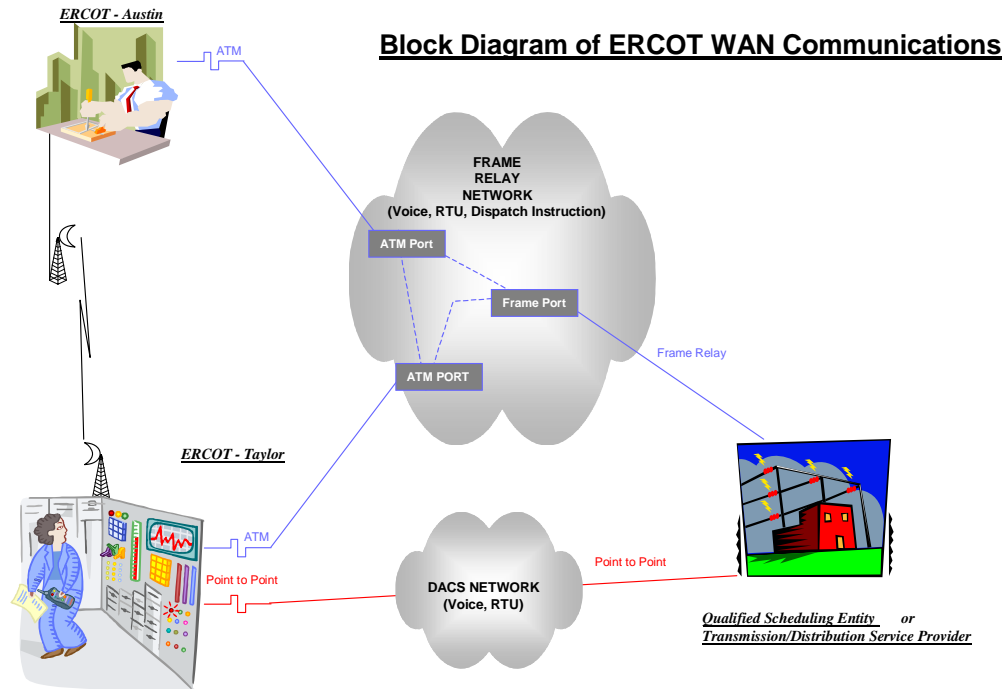 ERCOT - Austin
Block Diagram of ERCOT WAN Communications
ATM
FRAME
RELAY
NETWORK
(Voice, RTU, Dispatch Instruction)
ATM Port
Frame Port
Frame Relay
ATM PORT
ERCOT - Taylor
ATM
Point to Point
DACS NETWORK
(Voice, RTU)
Point to Point
Qualified Scheduling Entity or
Transmission/Distribution Service Provider